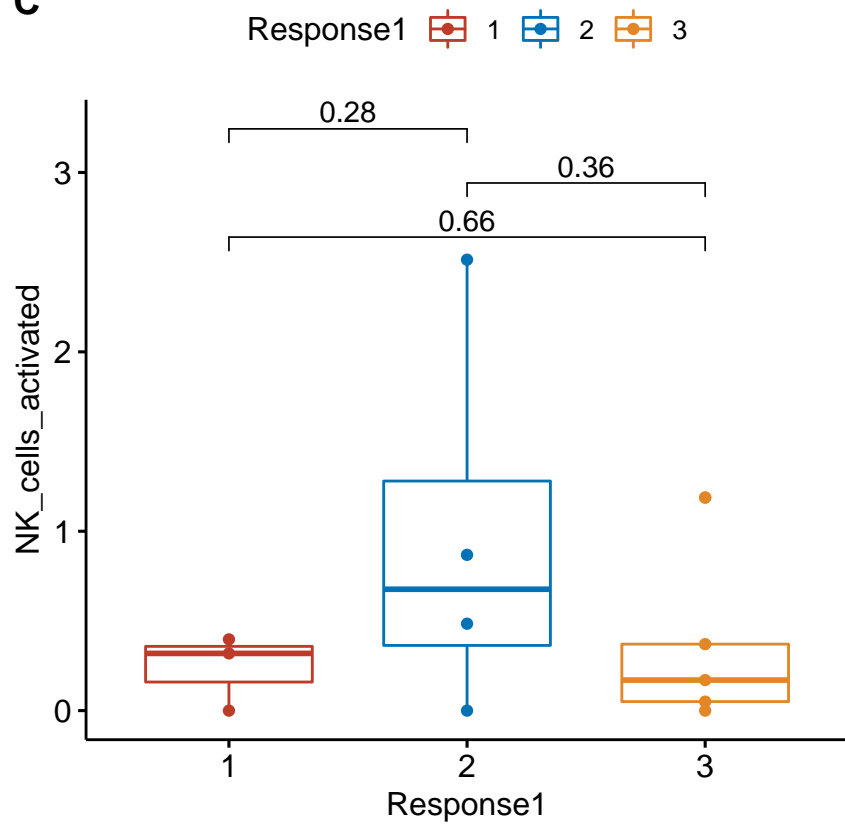 C
Response1 1 2 3
0.28
0.36
0.66
3
2
1
0
NK_cells_activated
1 2 3
Response1